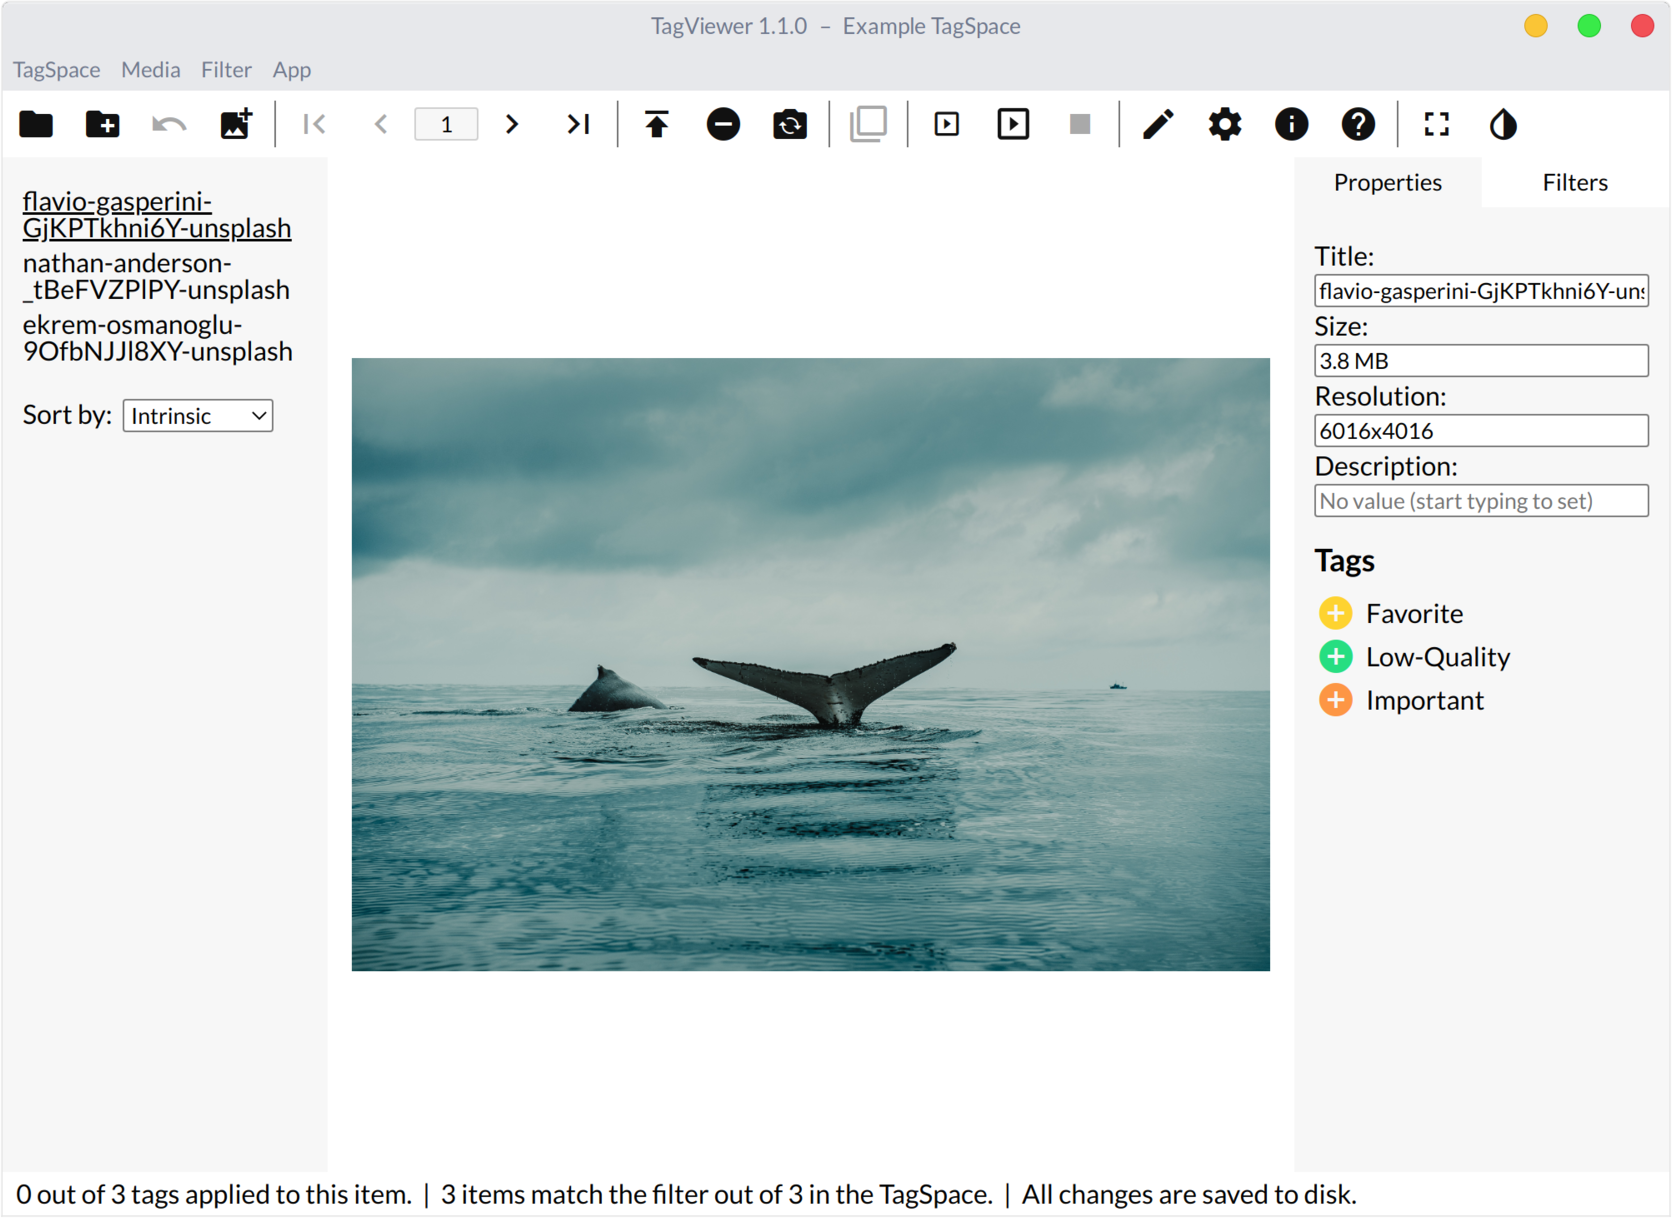 TagViewer 1.1.0 – Example TagSpace
TagSpace Media Filter App
1
flavio-gasperini-
GjKPTkhni6Y-unsplash
nathan-anderson-
_tBeFVZPlPY-unsplash
ekrem-osmanoglu-
9OfbNJJl8XY-unsplash
Sort by: Intrinsic
Properties Filters
Title:
flavio-gasperini-GjKPTkhni6Y-uns
Size:
3.8 MB
Resolution:
6016x4016
Description:
No value (start typing to set)
Tags
Favorite
Low-Quality
Important
0 out of 3 tags applied to this item. | 3 items match the filter out of 3 in the TagSpace. | All changes are saved to disk.